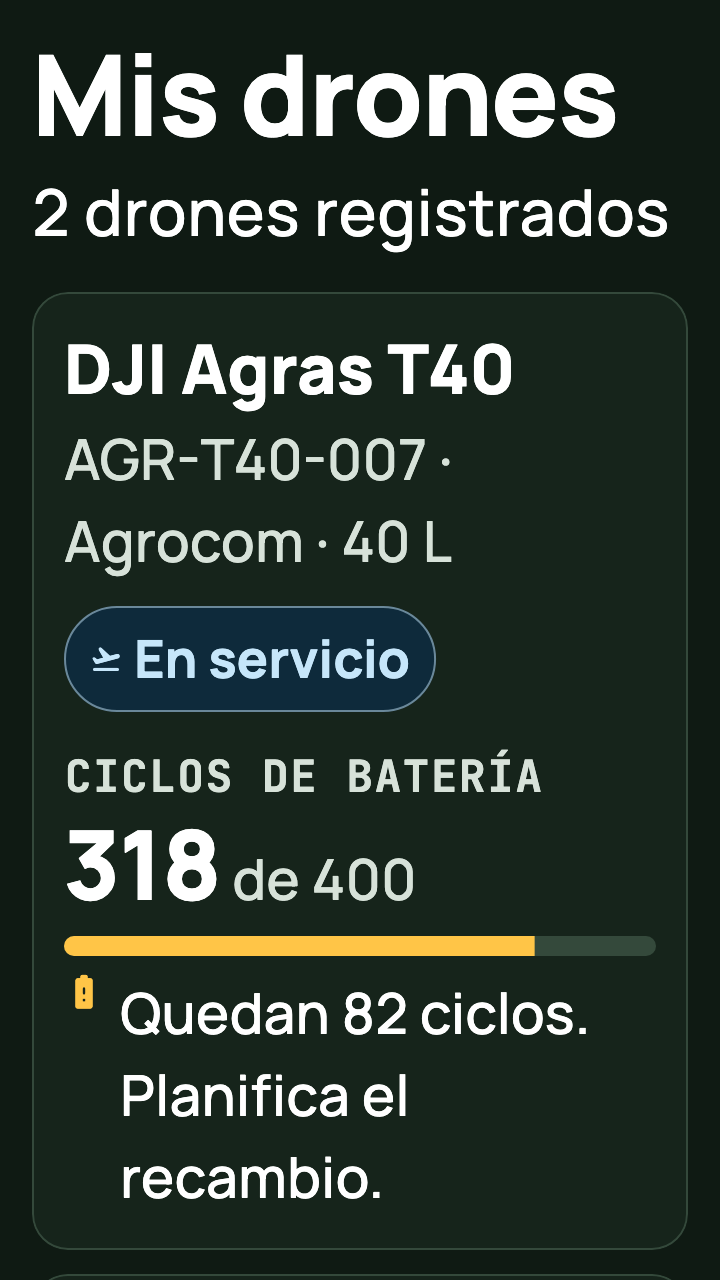 Mis drones
2 drones registrados
DJI Agras T40
AGR-T40-007 ·
Agrocom · 40 L
En servicio
CICLOS DE BATERÍA
318 de 400
Quedan 82 ciclos.
Planifica el
recambio.